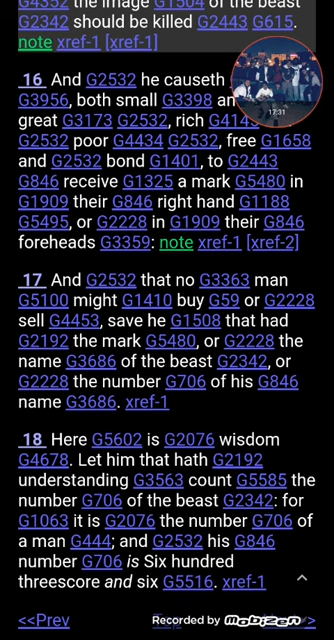 G4352 the image G1504 of the beast
G2342 should be killed G2443 G615.
note xref-1 [xref-1]
16 And G2532 he causeth
G3956, both small G3398 an
great G3173 G2532, rich
G2532 poor G4434 G2532, free G1658
and G2532 bond G1401, to G2443
G846 receive G1325 a mark G5480 in
G1909 their G846 right hand G1188
G5495, or G2228 in G1909 their G846
foreheads G3359: note xref-1 [xref-2]
17:31
17 And G2532 that no G3363 man
G5100 might G1410 buy G59 or G2228
sell G4453, save he G1508 that had
G2192 the mark G5480, or G2228 the
name G3686 of the beast G2342, or
G2228 the number G706 of his G846
name G3686. xref-1
18 Here G5602 is G2076 wisdom
G4678. Let him that hath G2192
understanding G3563 count G5585 the
number G706 of the beast G2342: for
G1063 it is G2076 the number G706 of
a man G444; and G2532 his G846
number G706 is Six hundred
threescore and six G5516. xref-1
<<Prev
Recorded by mobizen